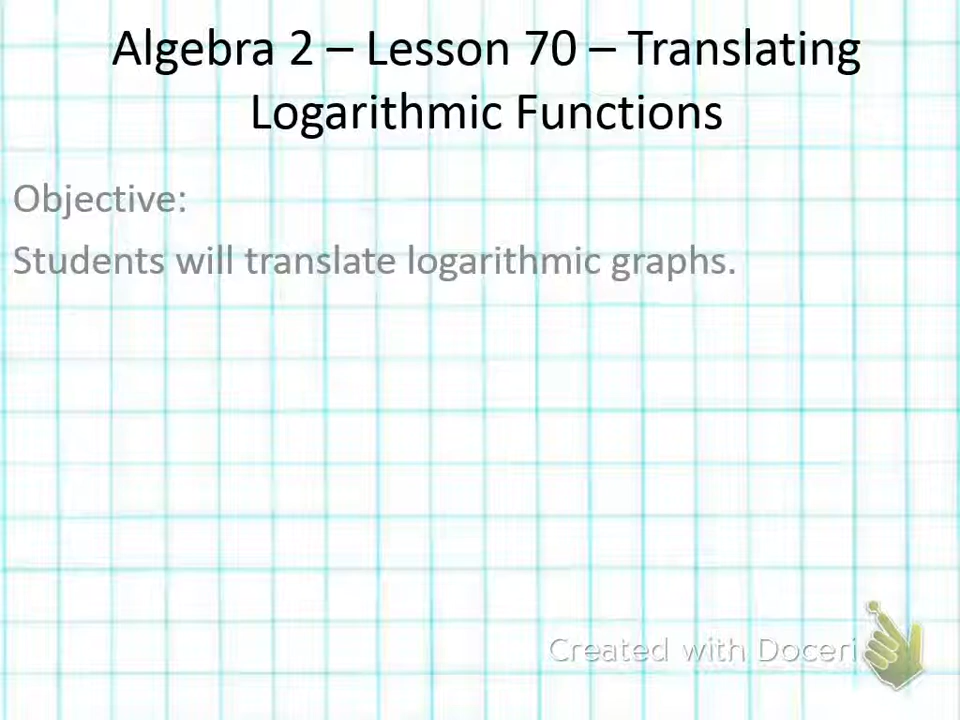 Algebra 2 – Lesson 70 – Translating
Logarithmic Functions
Objective:
Students will translate logarithmic graphs.
Created with Doceri